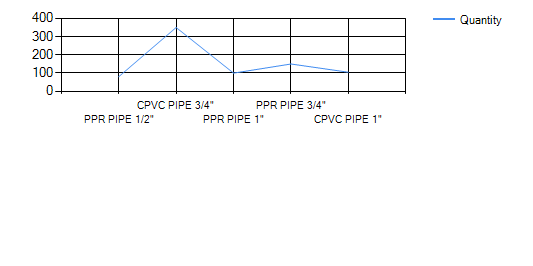 400
300
200
100
0
CPVC PIPE 3/4" PPR PIPE 3/4"
PPR PIPE 1/2" PPR PIPE 1" CPVC PIPE 1"
Quantity